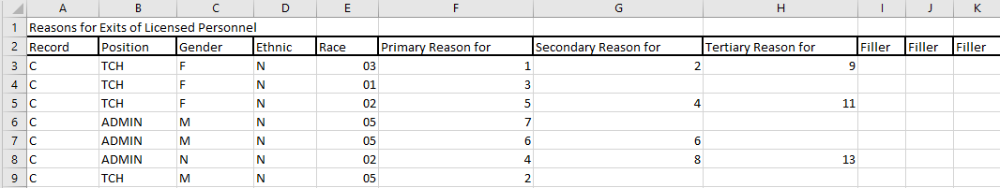 A B C D E F G H I J K
1 Reasons for Exits of Licensed Personnel
2 Record Position Gender Ethnic Race Primary Reason for Secondary Reason for Tertiary Reason for Filler Filler Filler
3 C TCH F N 03 1 2 9
4 C TCH F N 01 3
5 C TCH F N 02 5 4 11
6 C ADMIN M N 05 7
7 C ADMIN M N 05 6 6
8 C ADMIN N N 02 4 8 13
9 C TCH M N 05 2